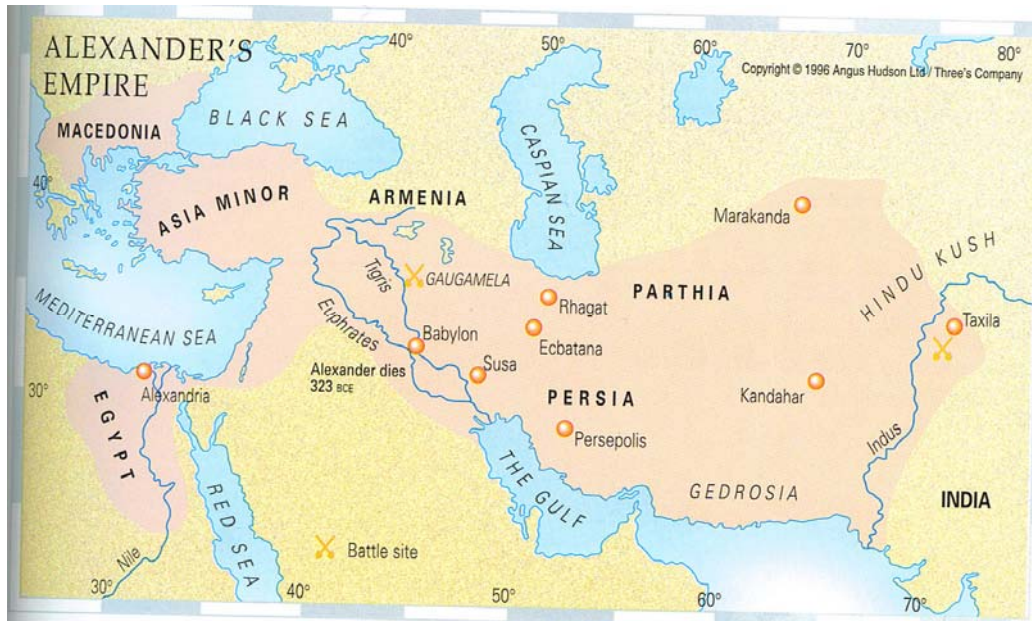 ALEXANDER'S
EMPIRE
40°
50°
60°
70°
80°
Copyright © 1996 Angus Hudson Ltd / Three's Company
BLACK SEA
MACEDONIA
CASPIAN SEA
40°
ASIA MINOR
ARMENIA
Marakanda
HINDU KUSH
Tigris
GAUGAMELA
PARTHIA
MEDITERRANEAN SEA
Euphrates
Rhagat
Taxila
Babylon
Ecbatana
Alexander dies
323 BCE
Susa
30°
Alexandria
PERSIA
Kandahar
EGYPT
Persepolis
Indus
THE GULF
GEDROSIA
INDIA
RED SEA
Nile
Battle site
30°
40°
50°
60°
70°